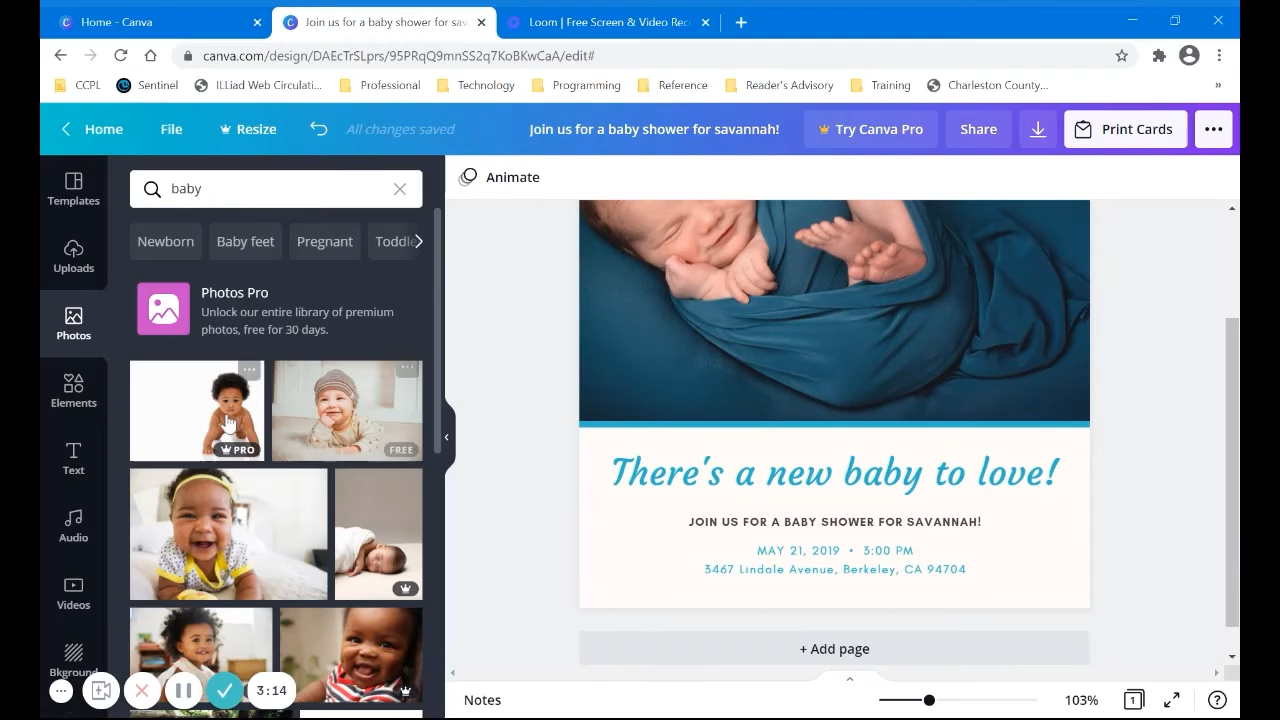 Home - Canva
Join us for a baby shower for sav
Loom | Free Screen & Video Rec
canva.com/design/DAEcTrSLprs/95PRqQ9mnSS2q7KoBKwCaA/edit#
CCPL
Sentinel
ILLiad Web Circulati...
Professional
Technology
Programming
Reference
Reader's Advisory
Training
Charleston County...
»
Home
File
Resize
All changes saved
Join us for a baby shower for savannah!
Try Canva Pro
Share
Print Cards
Templates
Uploads
Photos
Elements
Text
Audio
Videos
Bkground
baby
Newborn
Baby feet
Pregnant
Toddle
Photos Pro
Unlock our entire library of premium
photos, free for 30 days.
PRO
FREE
3:14
Animate
There's a new baby to love!
JOIN US FOR A BABY SHOWER FOR SAVANNAH!
MAY 21, 2019 • 3:00 PM
3467 Lindale Avenue, Berkeley, CA 94704
+ Add page
Notes
103%
1
?